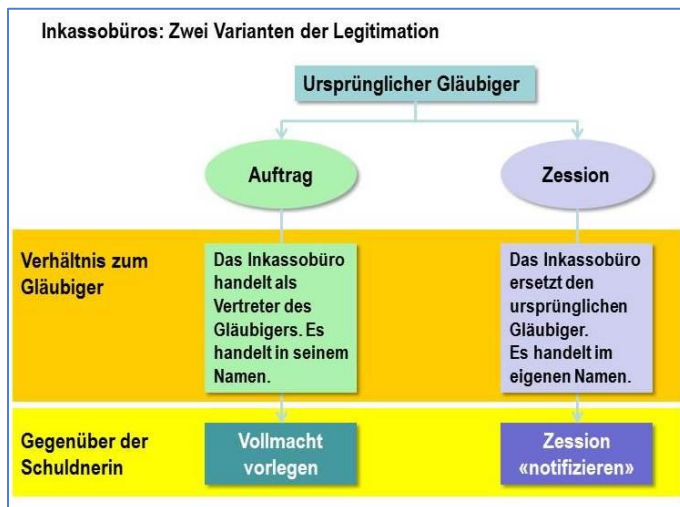 Inkassobüros: Zwei Varianten der Legitimation
Ursprünglicher Gläubiger
Auftrag
Zession
Verhältnis zum
Gläubiger
Das Inkassobüro
handelt als
Vertreter des
Gläubigers. Es
handelt in seinem
Namen.
Das Inkassobüro
ersetzt den
ursprünglichen
Gläubiger.
Es handelt im
eigenen Namen.
Gegenüber der
Schuldnerin
Vollmacht
vorlegen
Zession
«notifizieren»